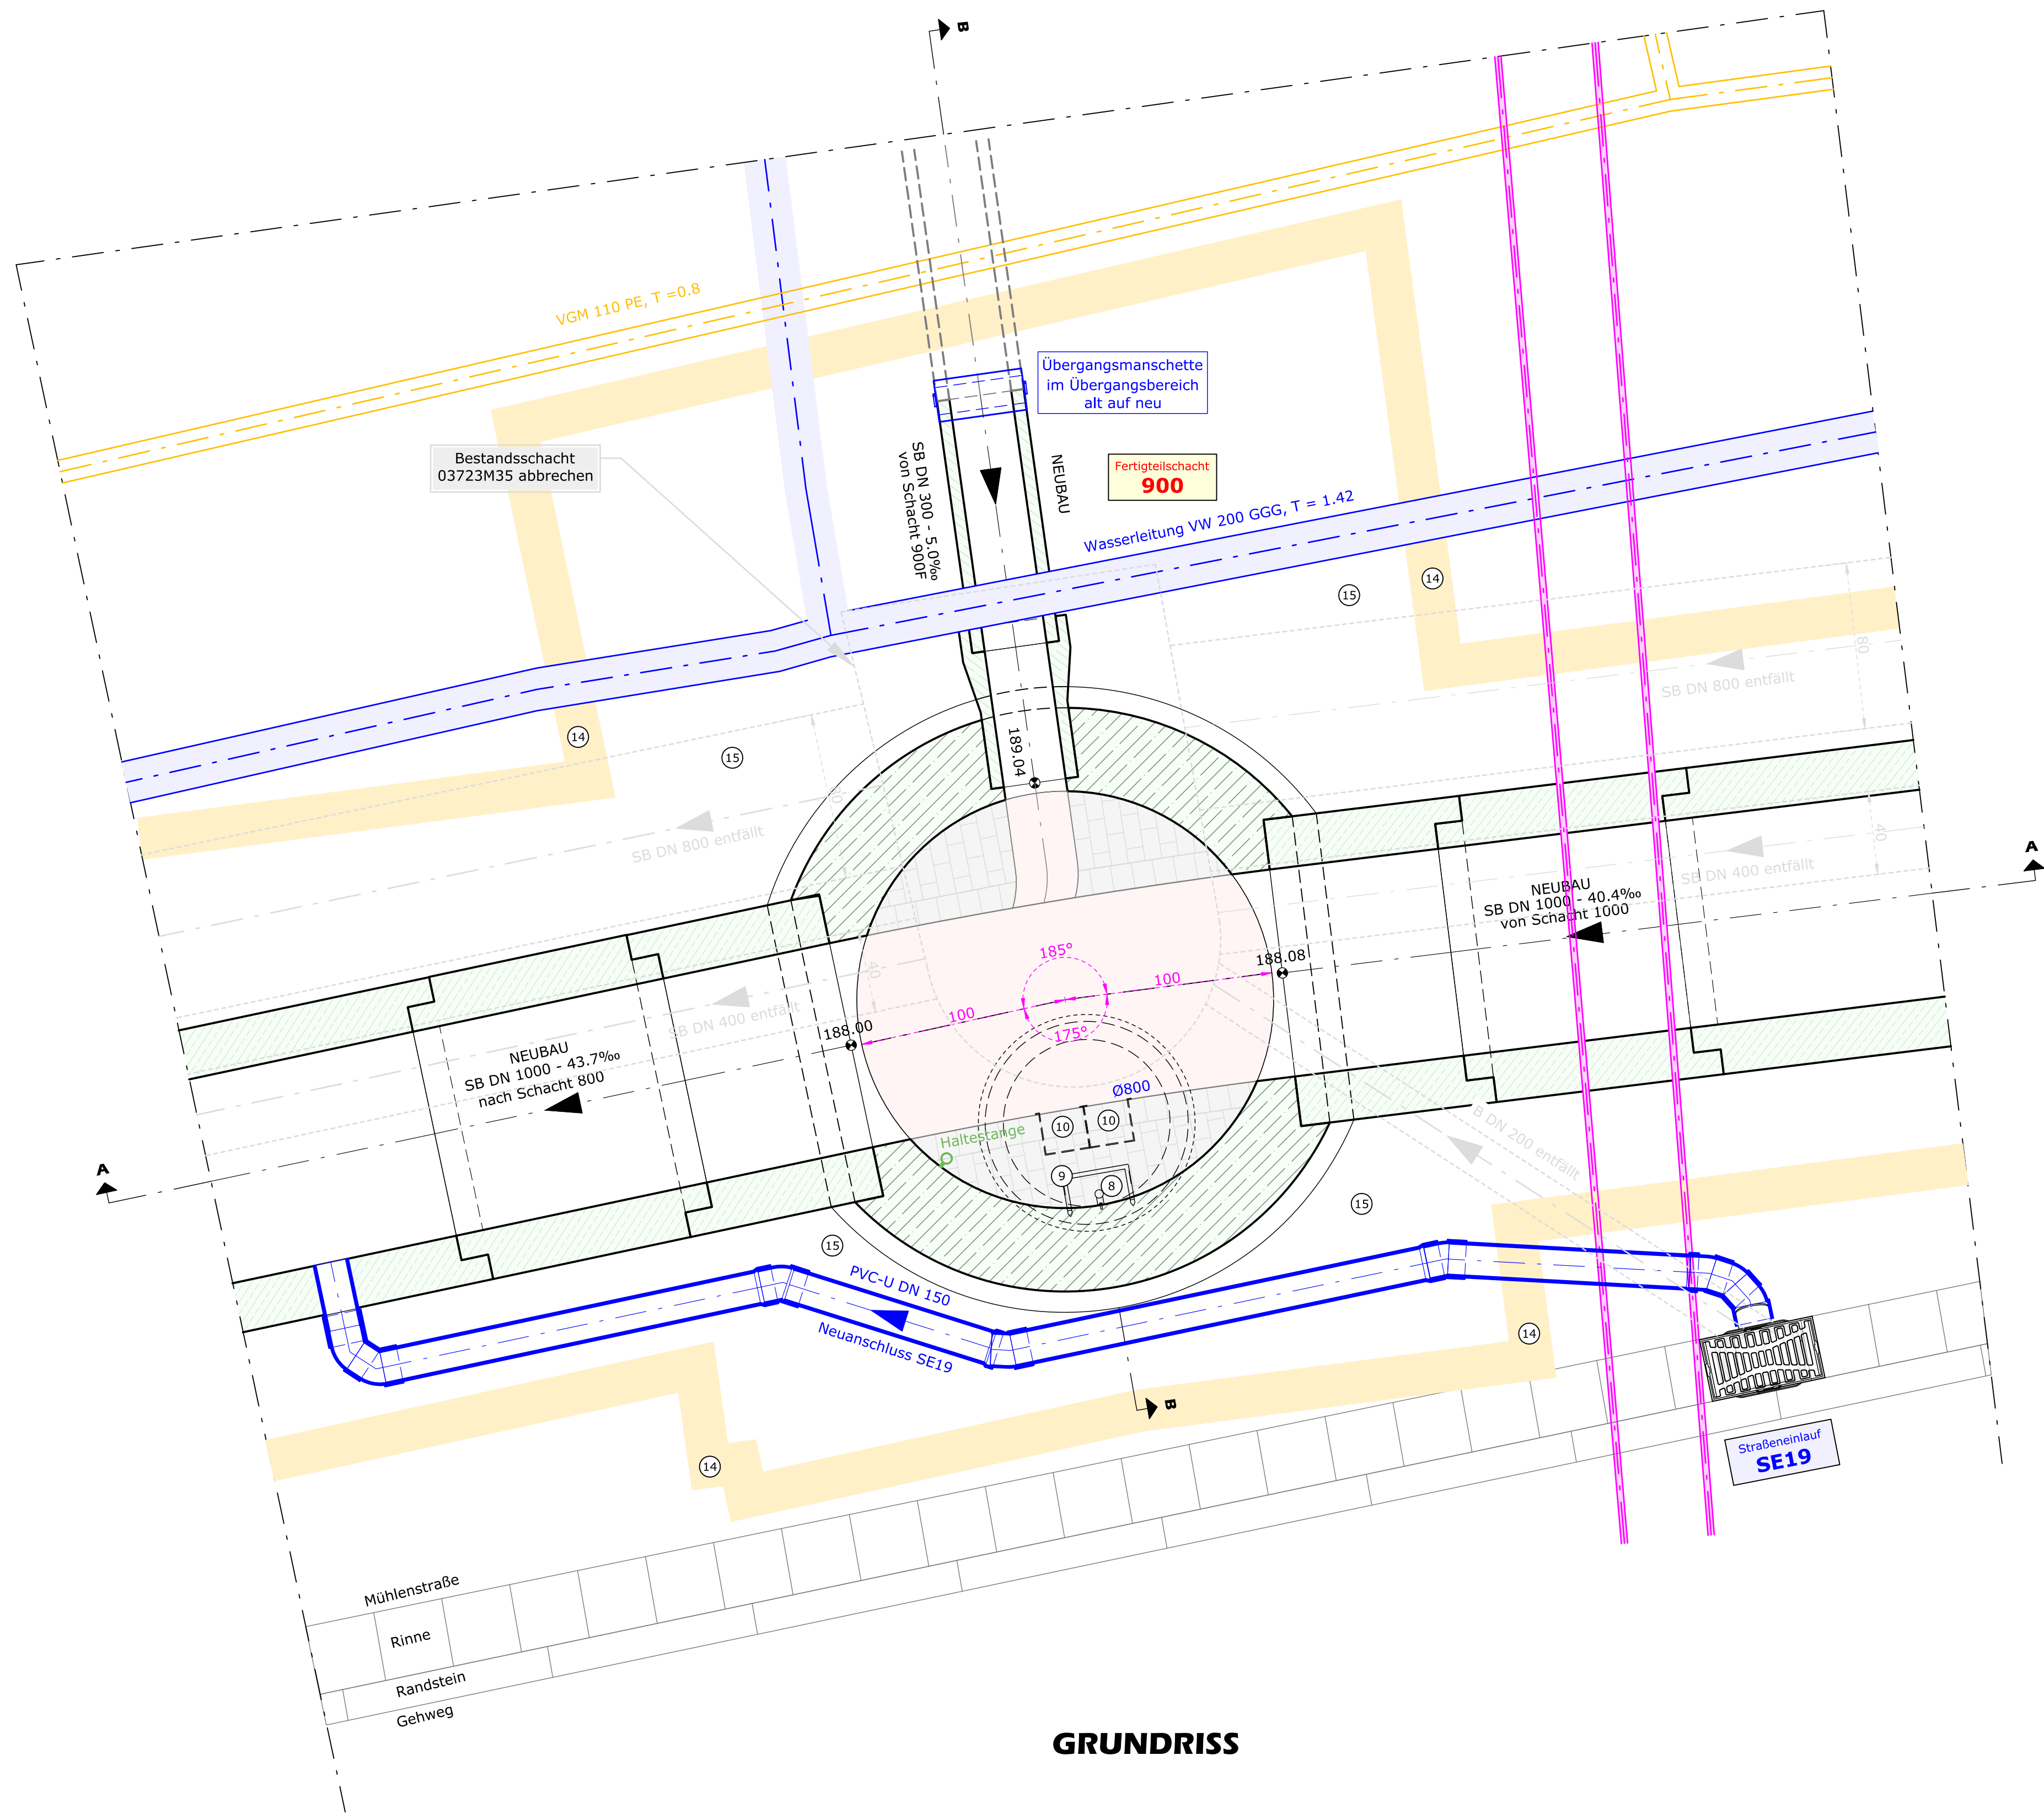 B
VGM 110 PE, T =0.8
Übergangsmanschette
im Übergangsbereich
alt auf neu
Bestandsschacht
03723M35 abbrechen
SB DN 300 - 5.0‰
von Schacht 900F
NEUBAU
Fertigteilschacht
900
Wasserleitung VW 200 GGG, T = 1.42
14
15
80
SB DN 800 entfällt
14
15
189.04
SB DN 800 entfällt
40
SB DN 400 entfällt
A
NEUBAU
SB DN 1000 - 40.4‰
von Schacht 1000
185°
188.08
100
40
100
175°
188.00
SB DN 400 entfällt
NEUBAU
SB DN 1000 - 43.7‰
nach Schacht 800
Ø800
10
10
Haltestange
B DN 200 entfällt
A
9
8
15
15
PVC-U DN 150
Neuanschluss SE19
14
B
14
Straßeneinlauf
SE19
Mühlenstraße
Rinne
Randstein
Gehweg
GRUNDRISS